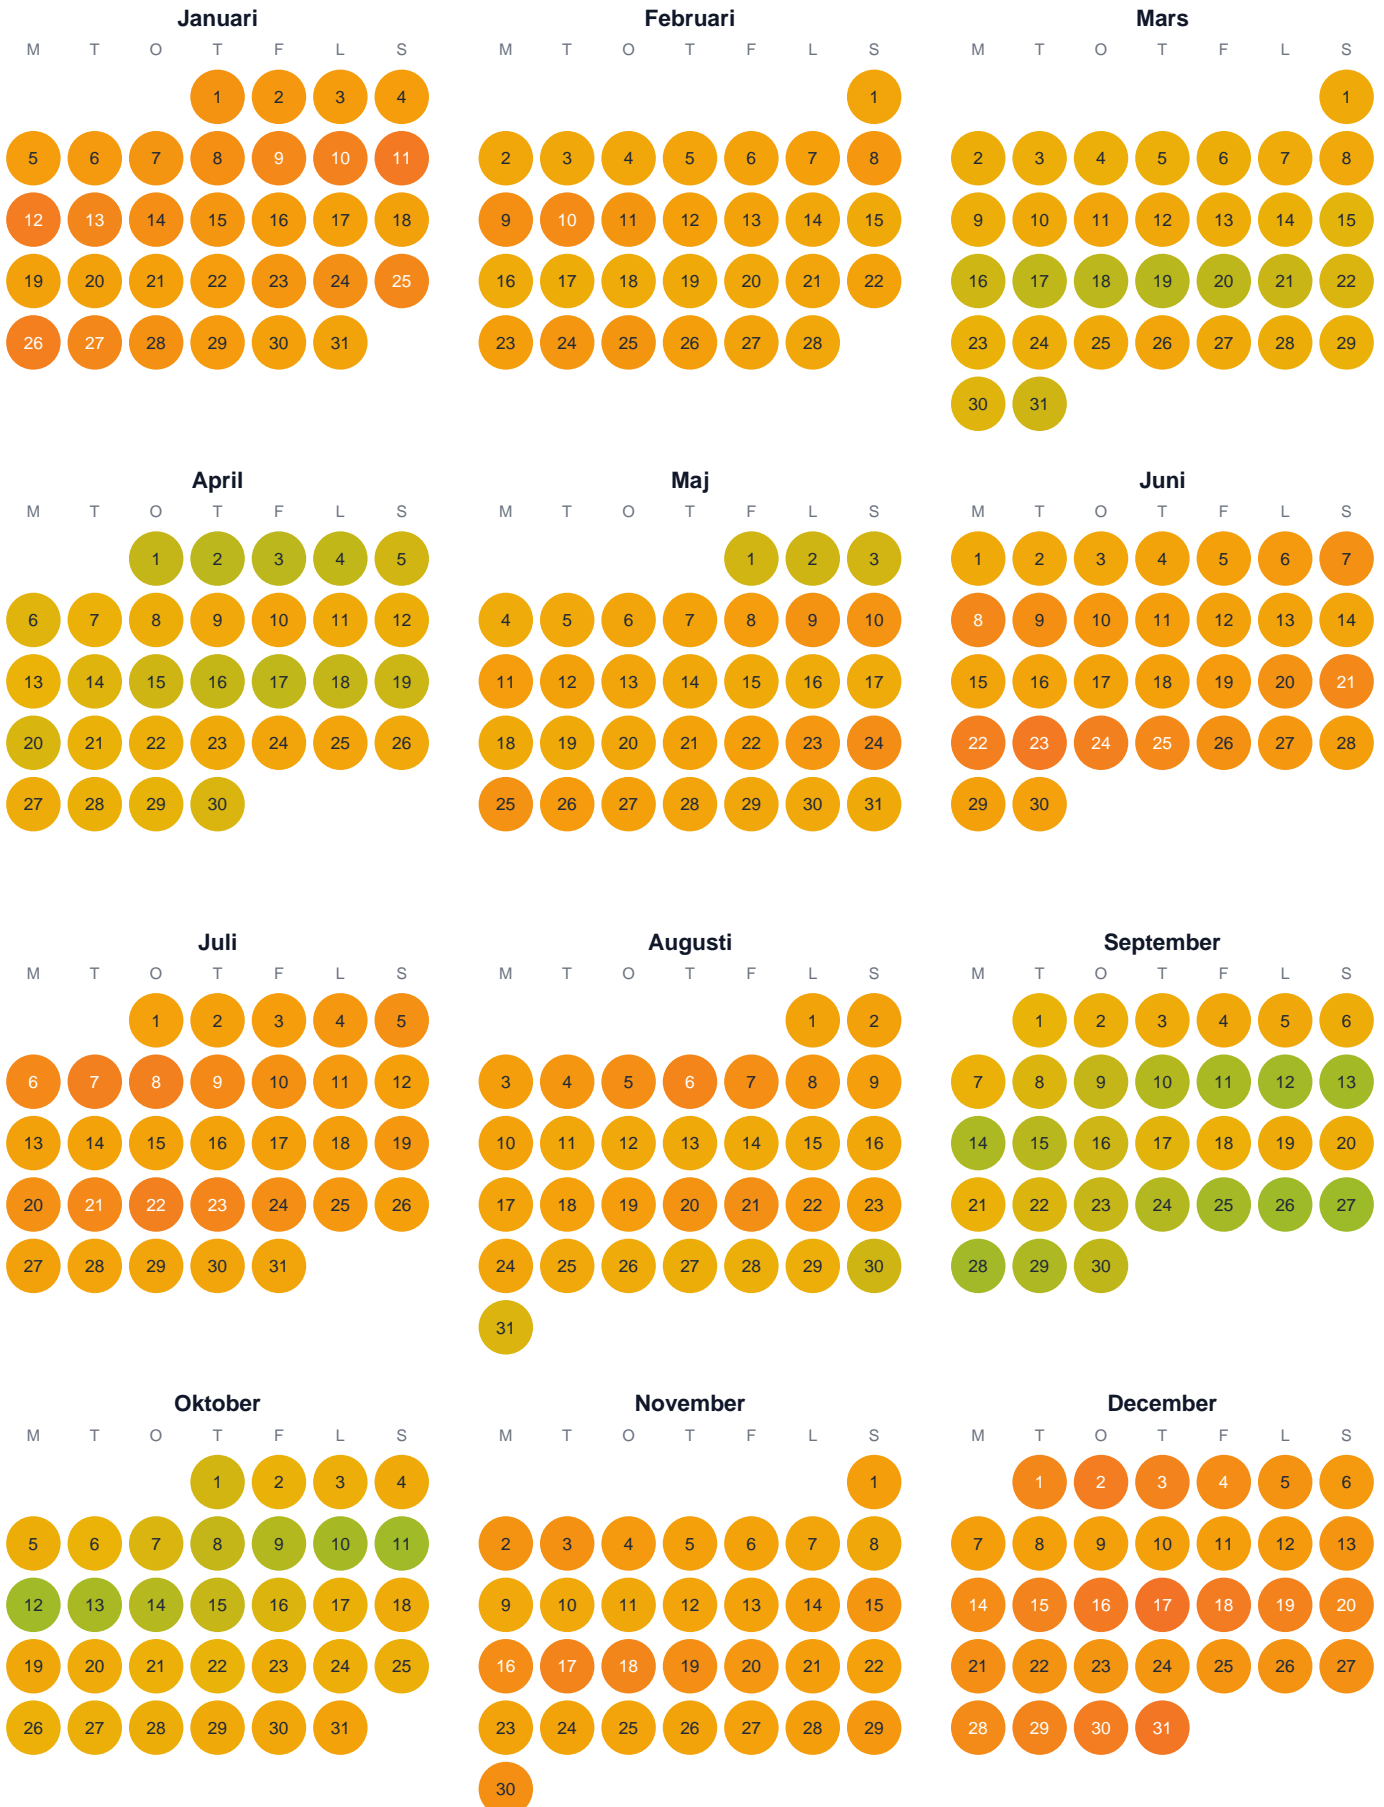 Januari Februari Mars
M T O T F L S M T O T F L S M T O T F L S
1 2 3 4 1 1
5 6 7 8 9 10 11 2 3 4 5 6 7 8 2 3 4 5 6 7 8
12 13 14 15 16 17 18 9 10 11 12 13 14 15 9 10 11 12 13 14 15
19 20 21 22 23 24 25 16 17 18 19 20 21 22 16 17 18 19 20 21 22
26 27 28 29 30 31 23 24 25 26 27 28 23 24 25 26 27 28 29
30 31
April Maj Juni
M T O T F L S M T O T F L S M T O T F L S
1 2 3 4 5 1 2 3 1 2 3 4 5 6 7
6 7 8 9 10 11 12 4 5 6 7 8 9 10 8 9 10 11 12 13 14
13 14 15 16 17 18 19 11 12 13 14 15 16 17 15 16 17 18 19 20 21
20 21 22 23 24 25 26 18 19 20 21 22 23 24 22 23 24 25 26 27 28
27 28 29 30 25 26 27 28 29 30 31 29 30
Juli Augusti September
M T O T F L S M T O T F L S M T O T F L S
1 2 3 4 5 1 2 1 2 3 4 5 6
6 7 8 9 10 11 12 3 4 5 6 7 8 9 7 8 9 10 11 12 13
13 14 15 16 17 18 19 10 11 12 13 14 15 16 14 15 16 17 18 19 20
20 21 22 23 24 25 26 17 18 19 20 21 22 23 21 22 23 24 25 26 27
27 28 29 30 31 24 25 26 27 28 29 30 28 29 30
31
Oktober November December
M T O T F L S M T O T F L S M T O T F L S
1 2 3 4 1 1 2 3 4 5 6
5 6 7 8 9 10 11 2 3 4 5 6 7 8 7 8 9 10 11 12 13
12 13 14 15 16 17 18 9 10 11 12 13 14 15 14 15 16 17 18 19 20
19 20 21 22 23 24 25 16 17 18 19 20 21 22 21 22 23 24 25 26 27
26 27 28 29 30 31 23 24 25 26 27 28 29 28 29 30 31
30